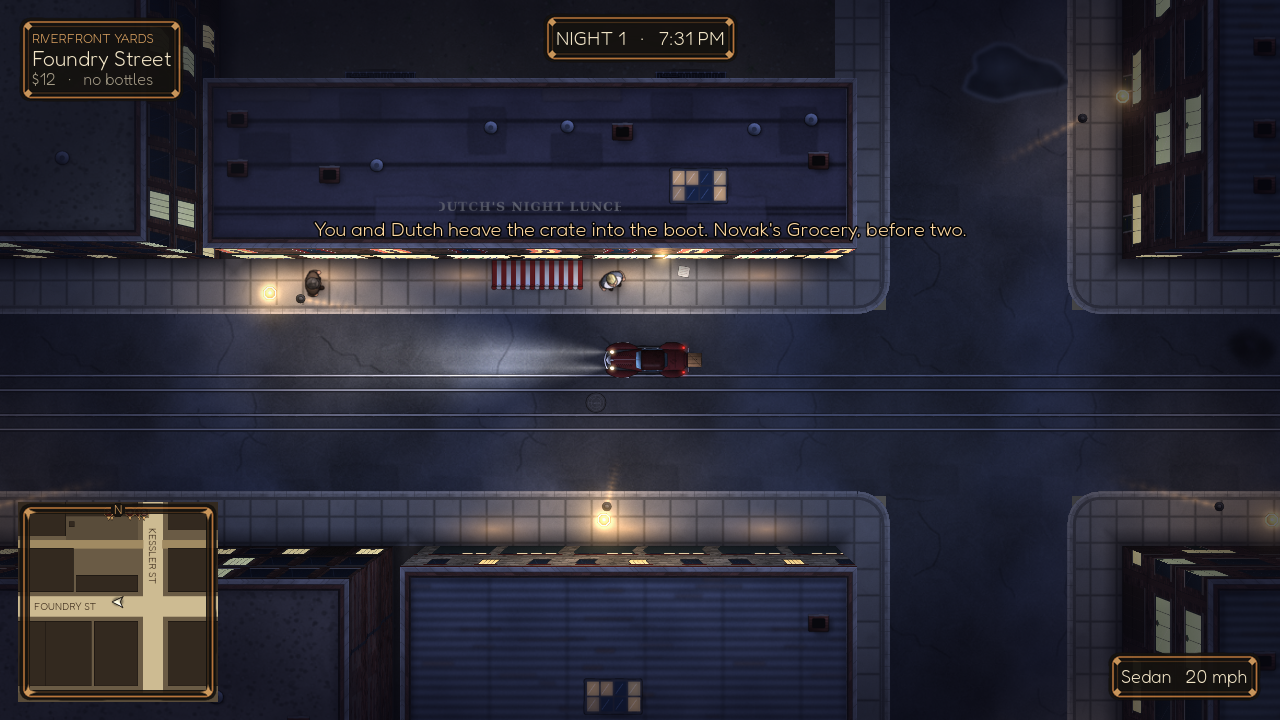 RIVERFRONT YARDS
Foundry Street
$12 · no bottles
NIGHT 1 · 7:31 PM
DUTCH'S NIGHT LUNCH
You and Dutch heave the crate into the boot. Novak's Grocery, before two.
N
KESSLER ST
FOUNDRY ST
Sedan 20 mph